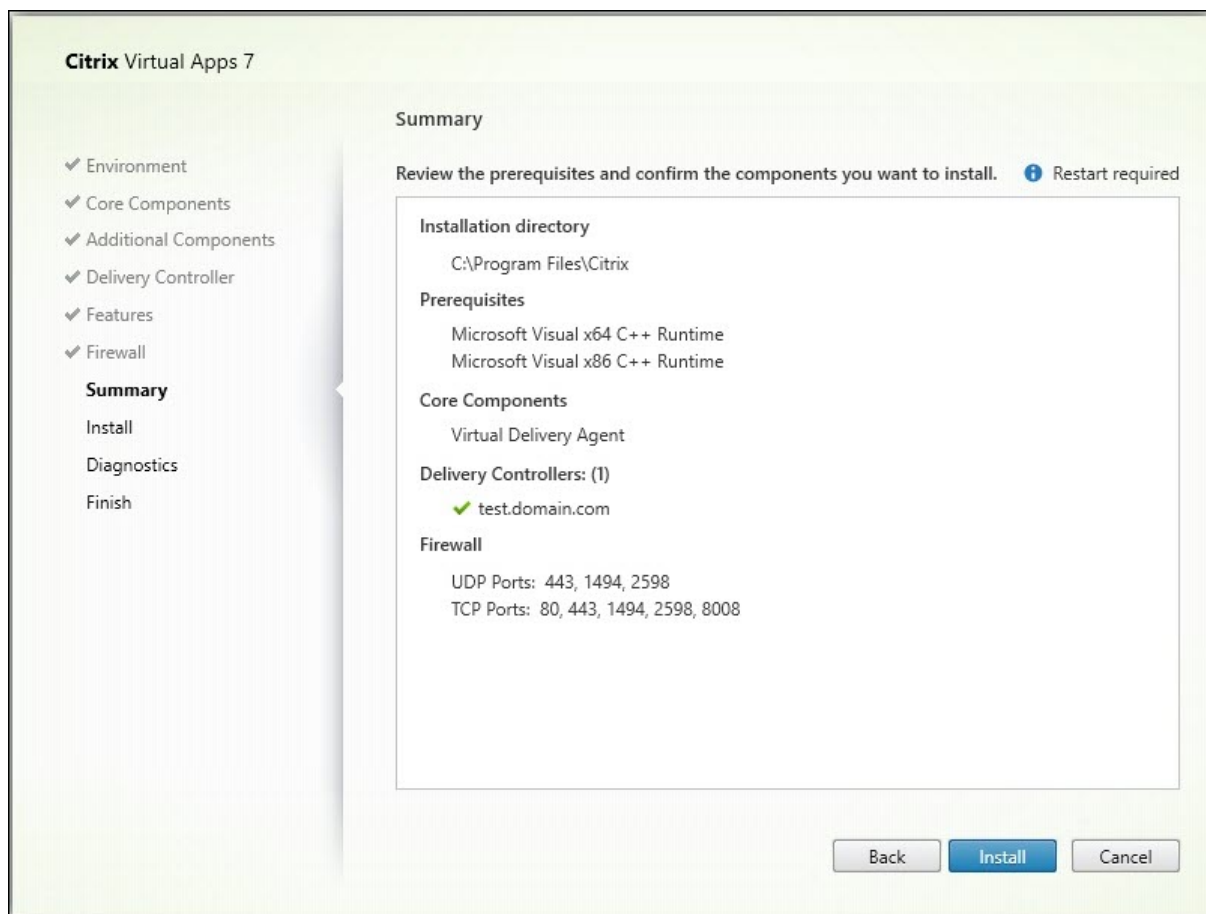 Citrix Virtual Apps 7
Environment
Core Components
Additional Components
Delivery Controller
Features
Firewall
Summary
Install
Diagnostics
Finish
Summary
Review the prerequisites and confirm the components you want to install.
Restart required
Installation directory
C:\Program Files\Citrix
Prerequisites
Microsoft Visual x64 C++ Runtime
Microsoft Visual x86 C++ Runtime
Core Components
Virtual Delivery Agent
Delivery Controllers: (1)
test.domain.com
Firewall
UDP Ports: 443, 1494, 2598
TCP Ports: 80, 443, 1494, 2598, 8008
Back
Install
Cancel